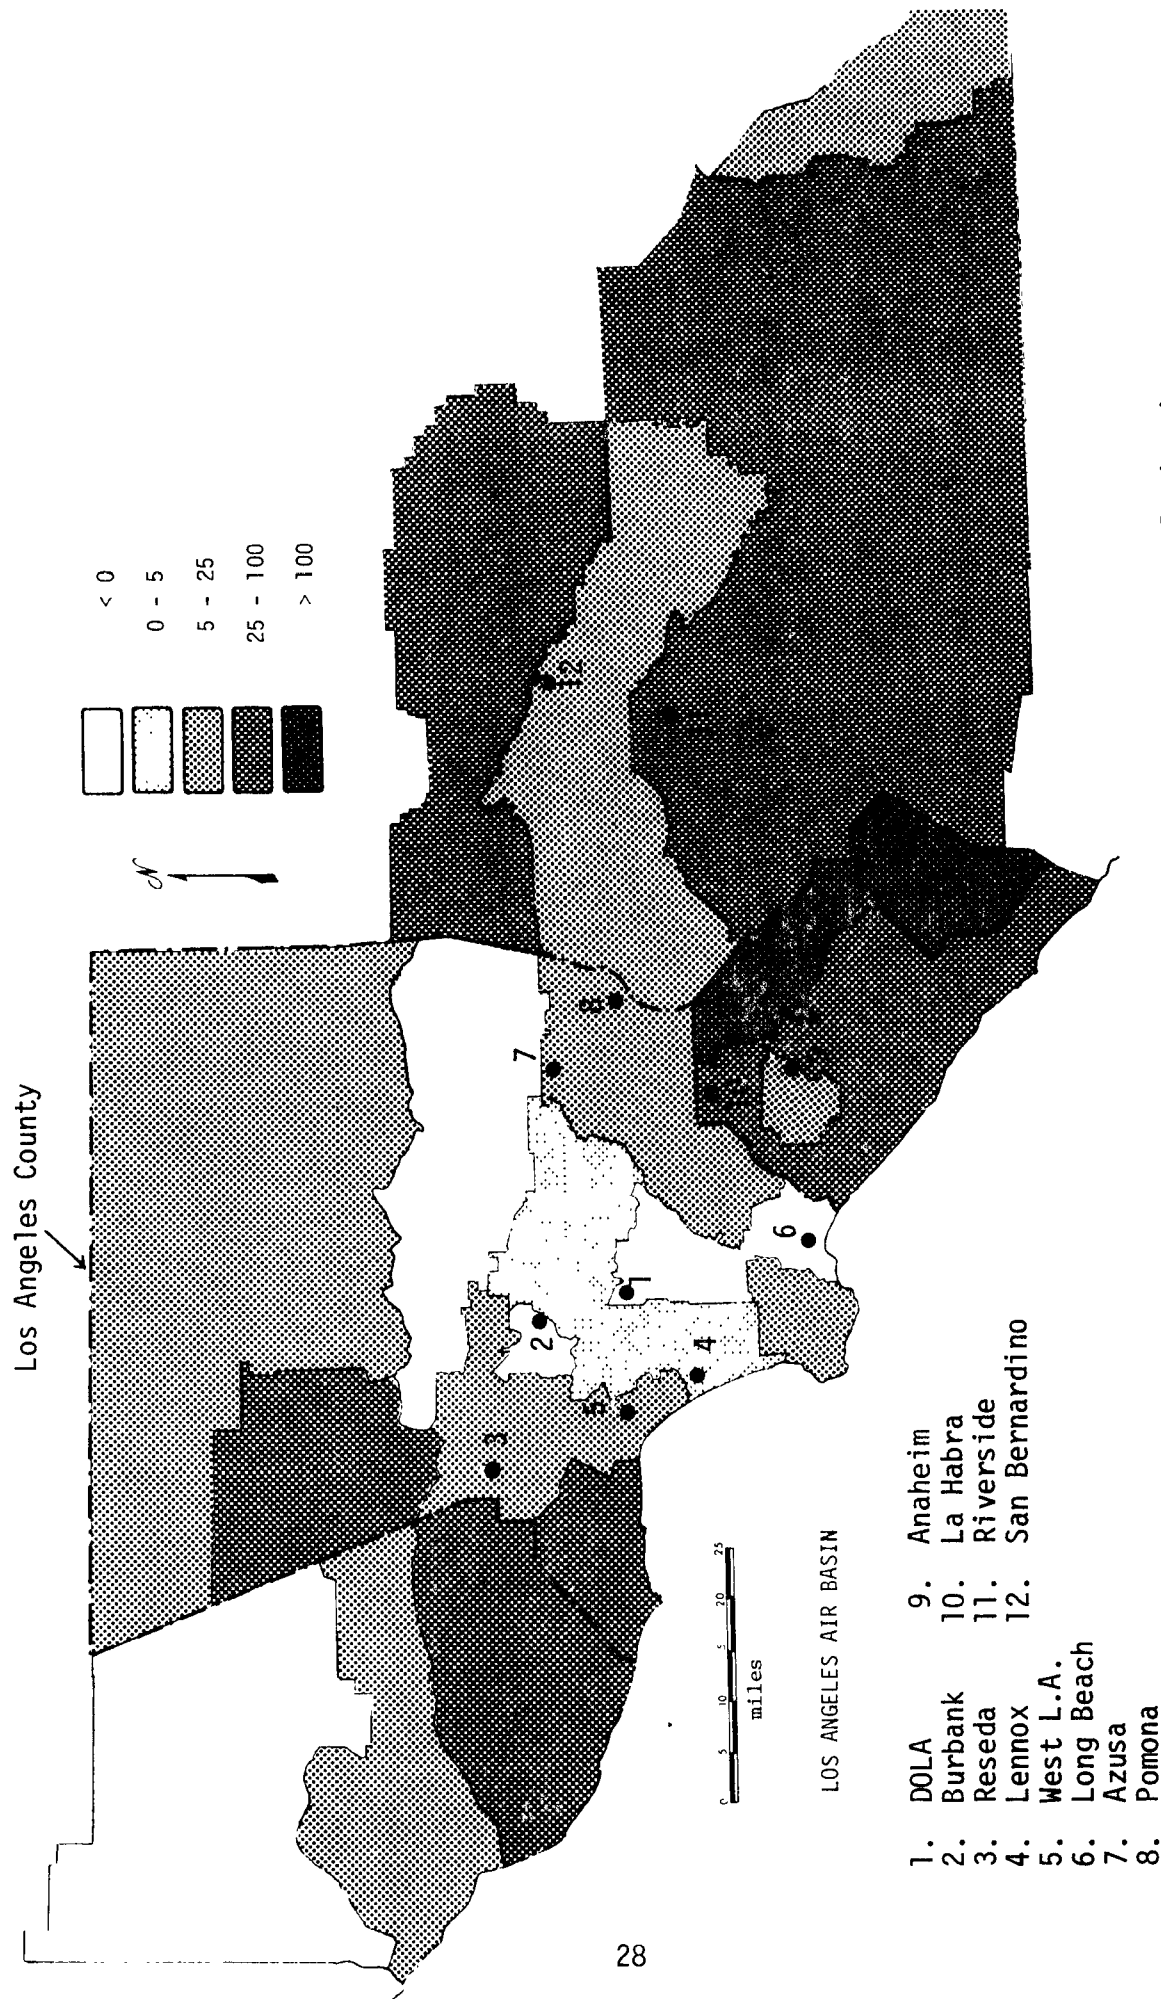 Los Angeles County
N
< 0
0 - 5
5 - 25
25 - 100
> 100
1
2
3
4
5
6
7
8
12
0 5 10 15 20 25
miles
LOS ANGELES AIR BASIN
1. DOLA
2. Burbank
3. Reseda
4. Lennox
5. West L.A.
6. Long Beach
7. Azusa
8. Pomona
9. Anaheim
10. La Habra
11. Riverside
12. San Bernardino
28